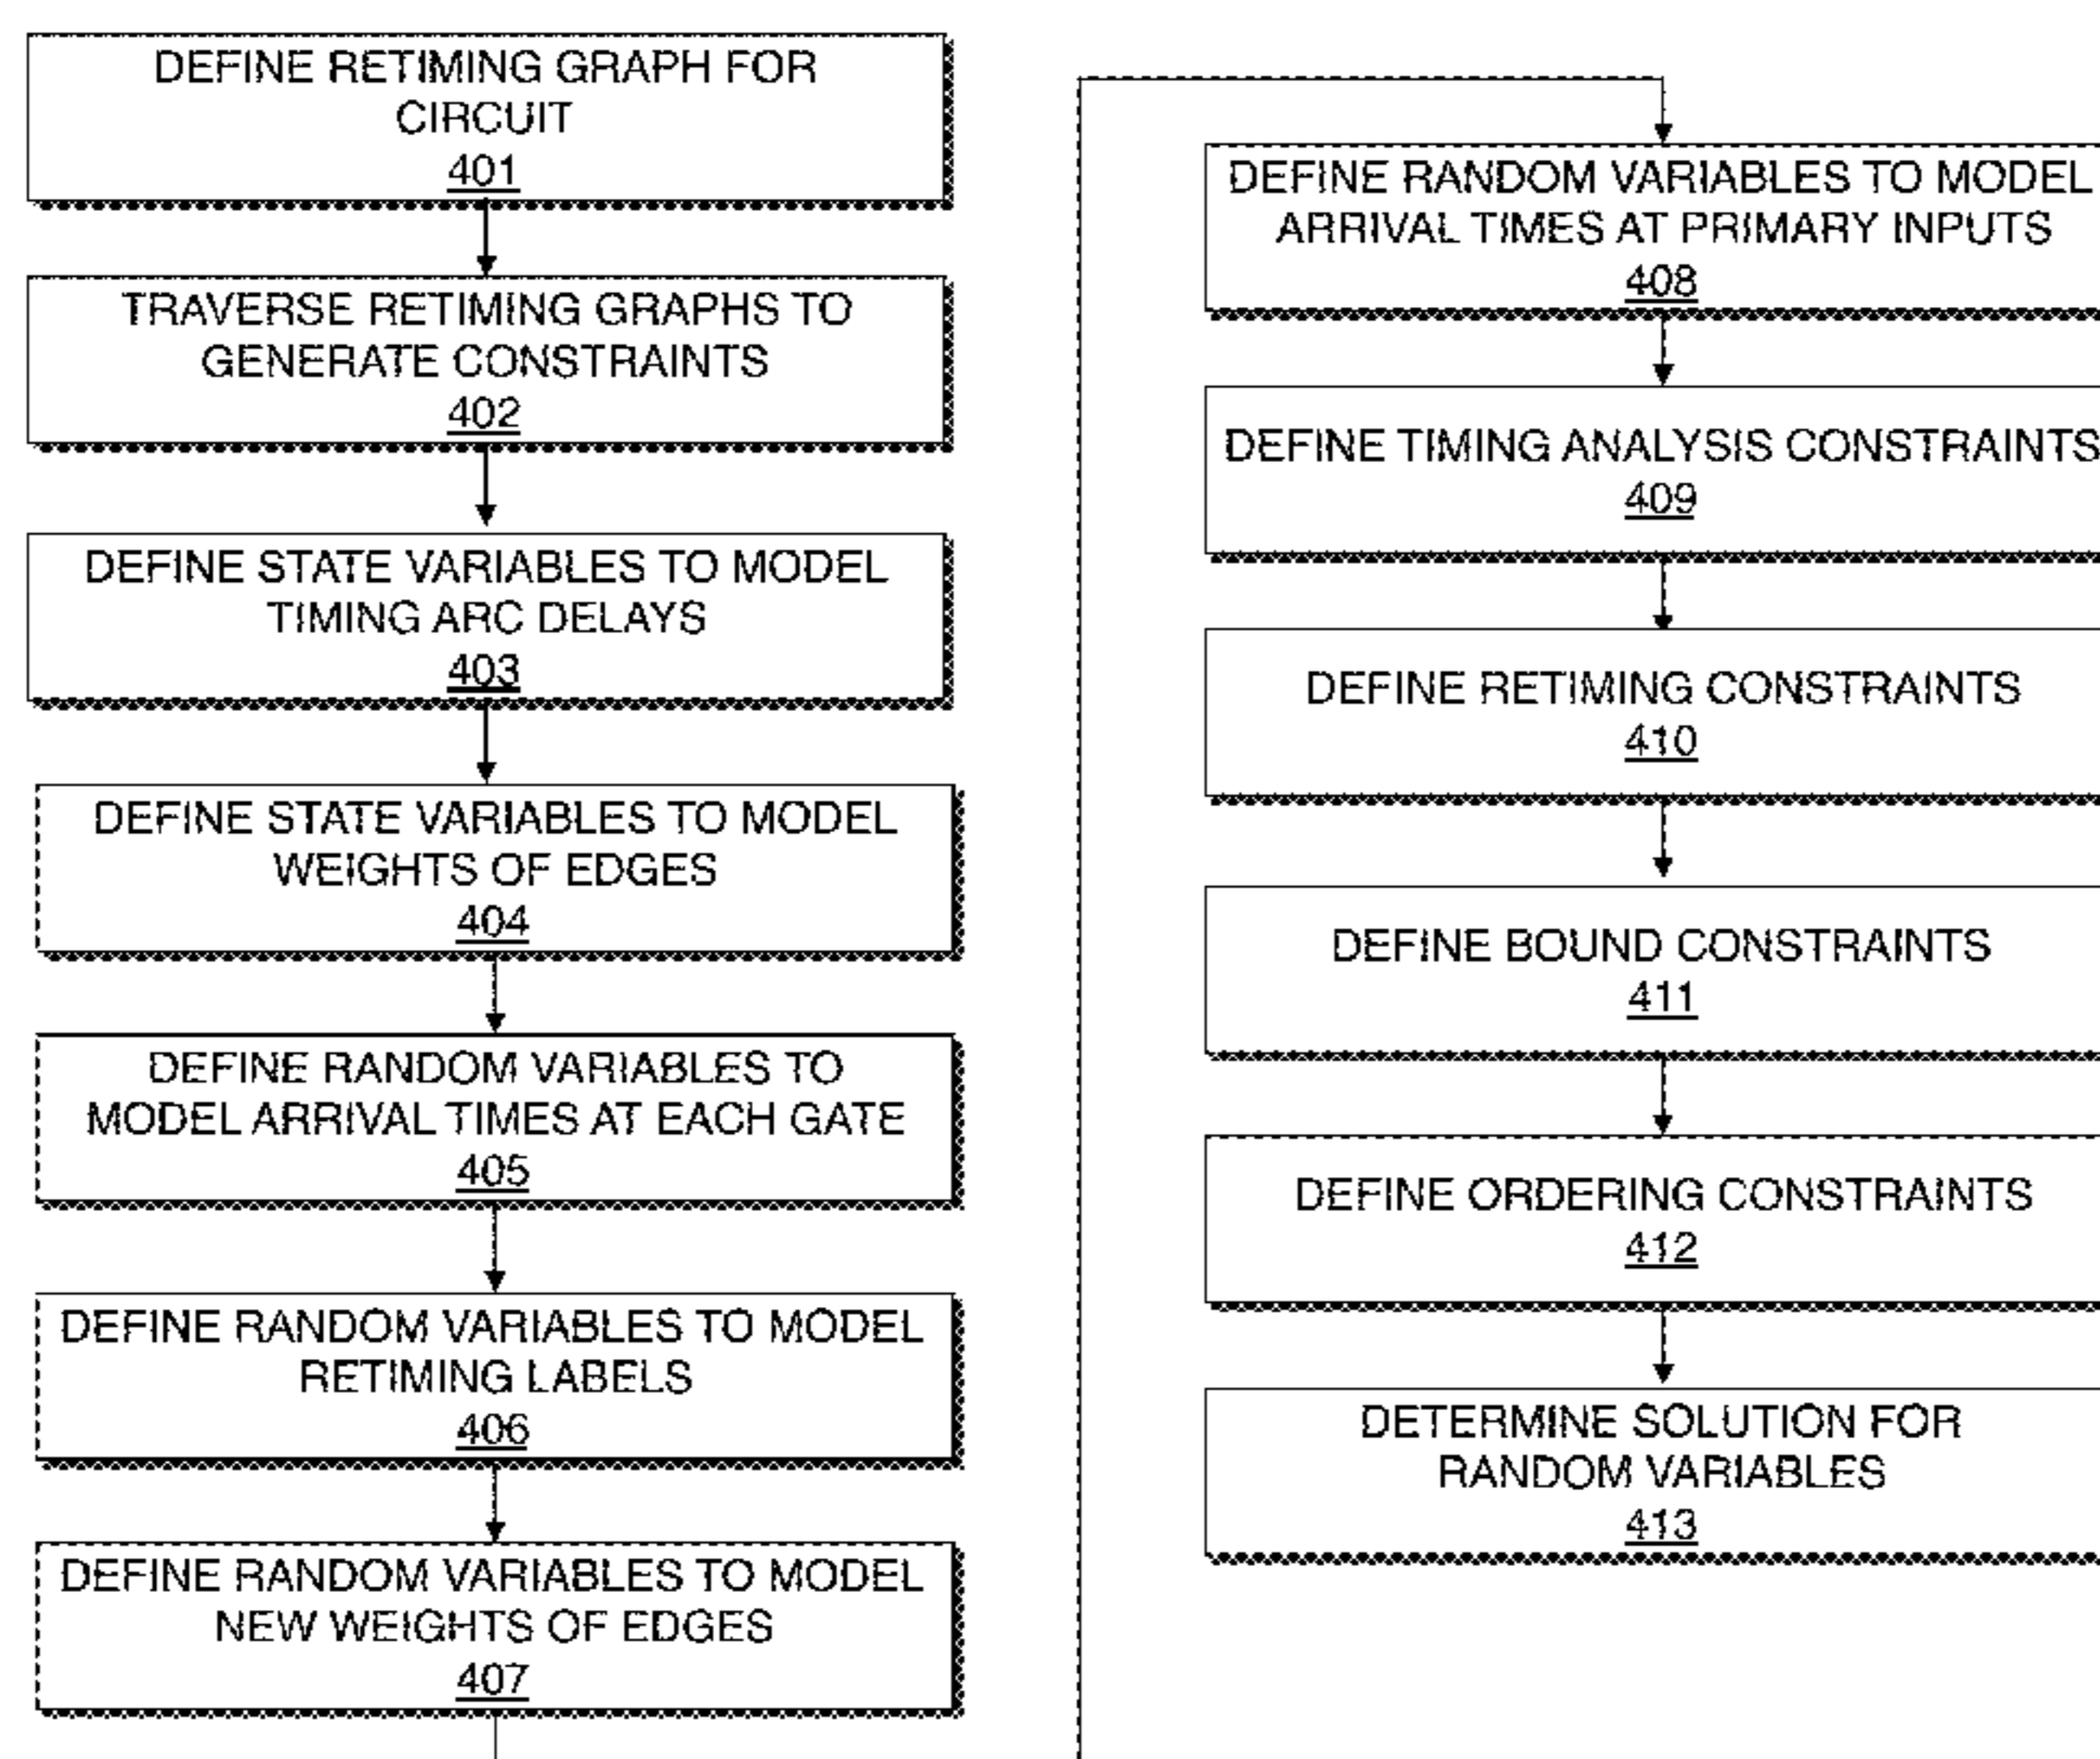 DEFINE RETIMING GRAPH FOR
CIRCUIT
401
TRAVERSE RETIMING GRAPHS TO
GENERATE CONSTRAINTS
402
DEFINE STATE VARIABLES TO MODEL
TIMING ARC DELAYS
403
DEFINE STATE VARIABLES TO MODEL
WEIGHTS OF EDGES
404
DEFINE RANDOM VARIABLES TO
MODEL ARRIVAL TIMES AT EACH GATE
405
DEFINE RANDOM VARIABLES TO MODEL
RETIMING LABELS
406
DEFINE RANDOM VARIABLES TO MODEL
NEW WEIGHTS OF EDGES
407
DEFINE RANDOM VARIABLES TO MODEL
ARRIVAL TIMES AT PRIMARY INPUTS
408
DEFINE TIMING ANALYSIS CONSTRAINTS
409
DEFINE RETIMING CONSTRAINTS
410
DEFINE BOUND CONSTRAINTS
411
DEFINE ORDERING CONSTRAINTS
412
DETERMINE SOLUTION FOR
RANDOM VARIABLES
413